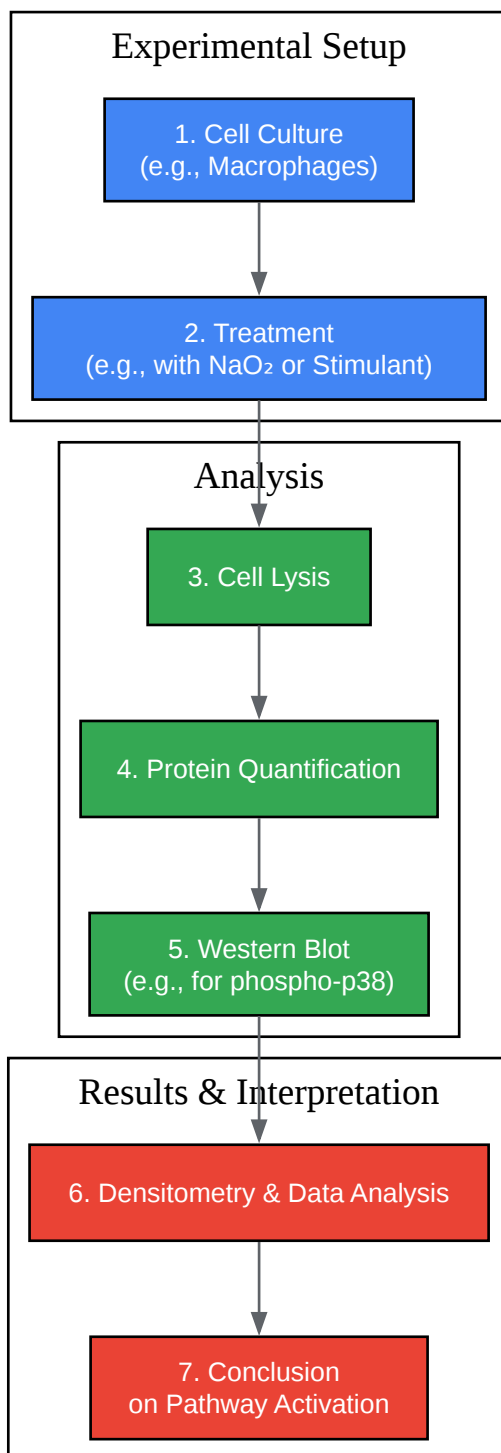 Experimental Setup
1. Cell Culture
(e.g., Macrophages)
2. Treatment
(e.g., with NaO₂ or Stimulant)
Analysis
3. Cell Lysis
4. Protein Quantification
5. Western Blot
(e.g., for phospho-p38)
Results & Interpretation
6. Densitometry & Data Analysis
7. Conclusion
on Pathway Activation